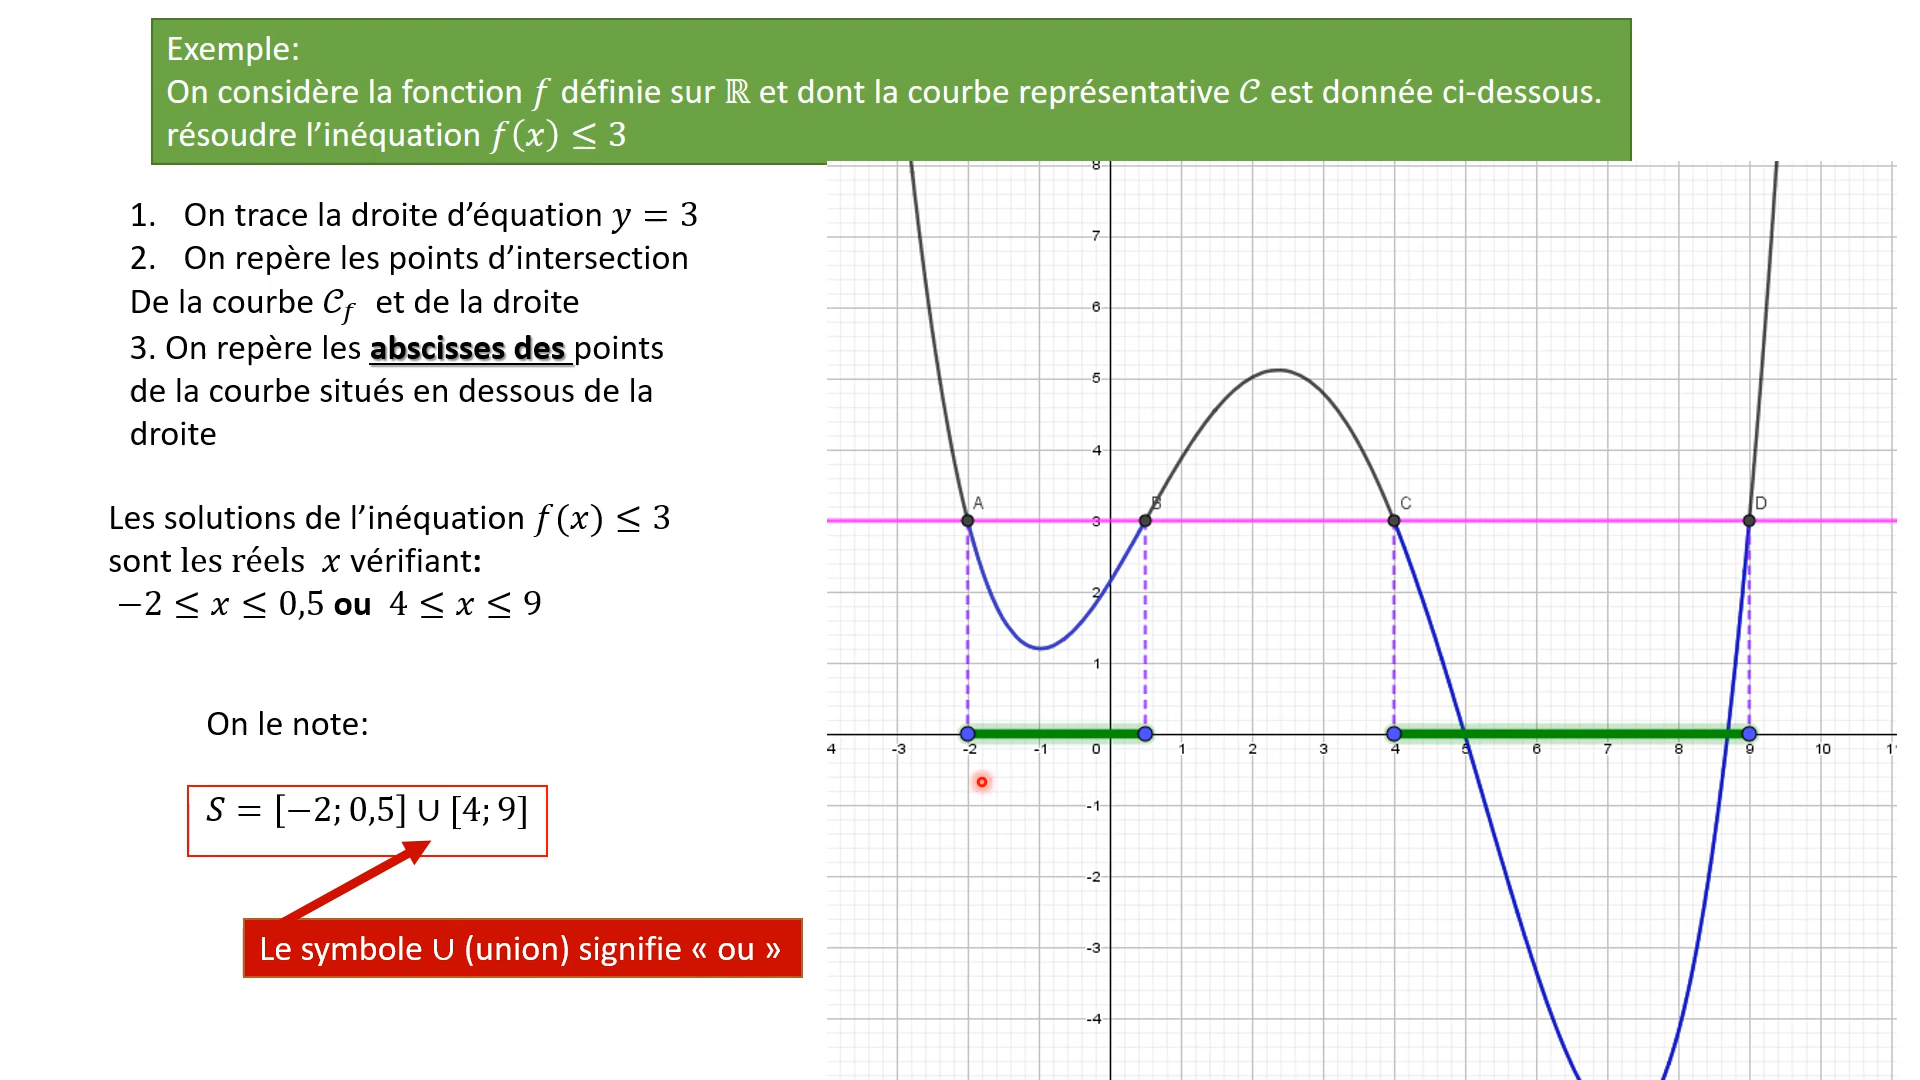 Exemple:
On considère la fonction f définie sur ℝ et dont la courbe représentative 𝒞 est donnée ci-dessous.
résoudre l’inéquation f(x) ≤ 3
1. On trace la droite d’équation y = 3
2. On repère les points d’intersection
De la courbe 𝒞f et de la droite
3. On repère les abscisses des points
de la courbe situés en dessous de la
droite
Les solutions de l’inéquation f(x) ≤ 3
sont les réels x vérifiant:
−2 ≤ x ≤ 0,5 ou 4 ≤ x ≤ 9
On le note:
S = [−2; 0,5] ∪ [4; 9]
Le symbole ∪ (union) signifie « ou »
8
7
6
5
4
A B C D
3
2
1
4 -3 -2 -1 0 1 2 3 4 5 6 7 8 9 10 1
-1
-2
-3
-4